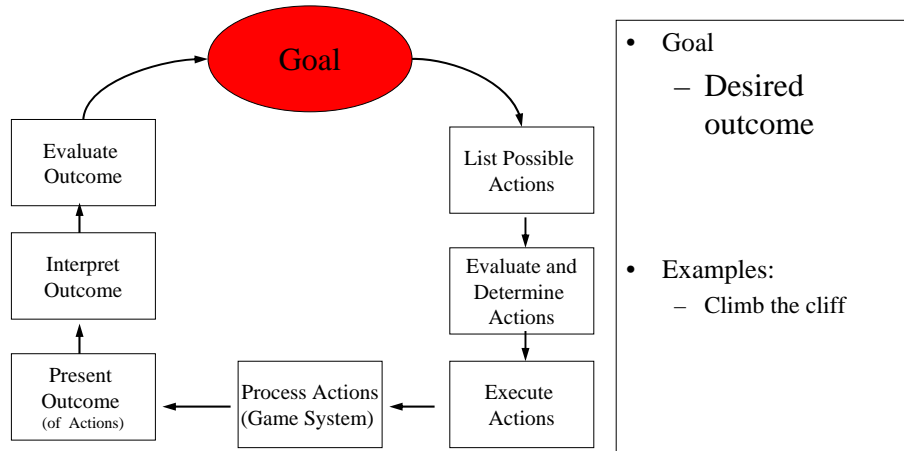 Goal
List Possible
Actions
Evaluate and
Determine
Actions
Execute
Actions
Process Actions
(Game System)
Present
Outcome
(of Actions)
Interpret
Outcome
Evaluate
Outcome
• Goal
– Desired
outcome
• Examples:
– Climb the cliff